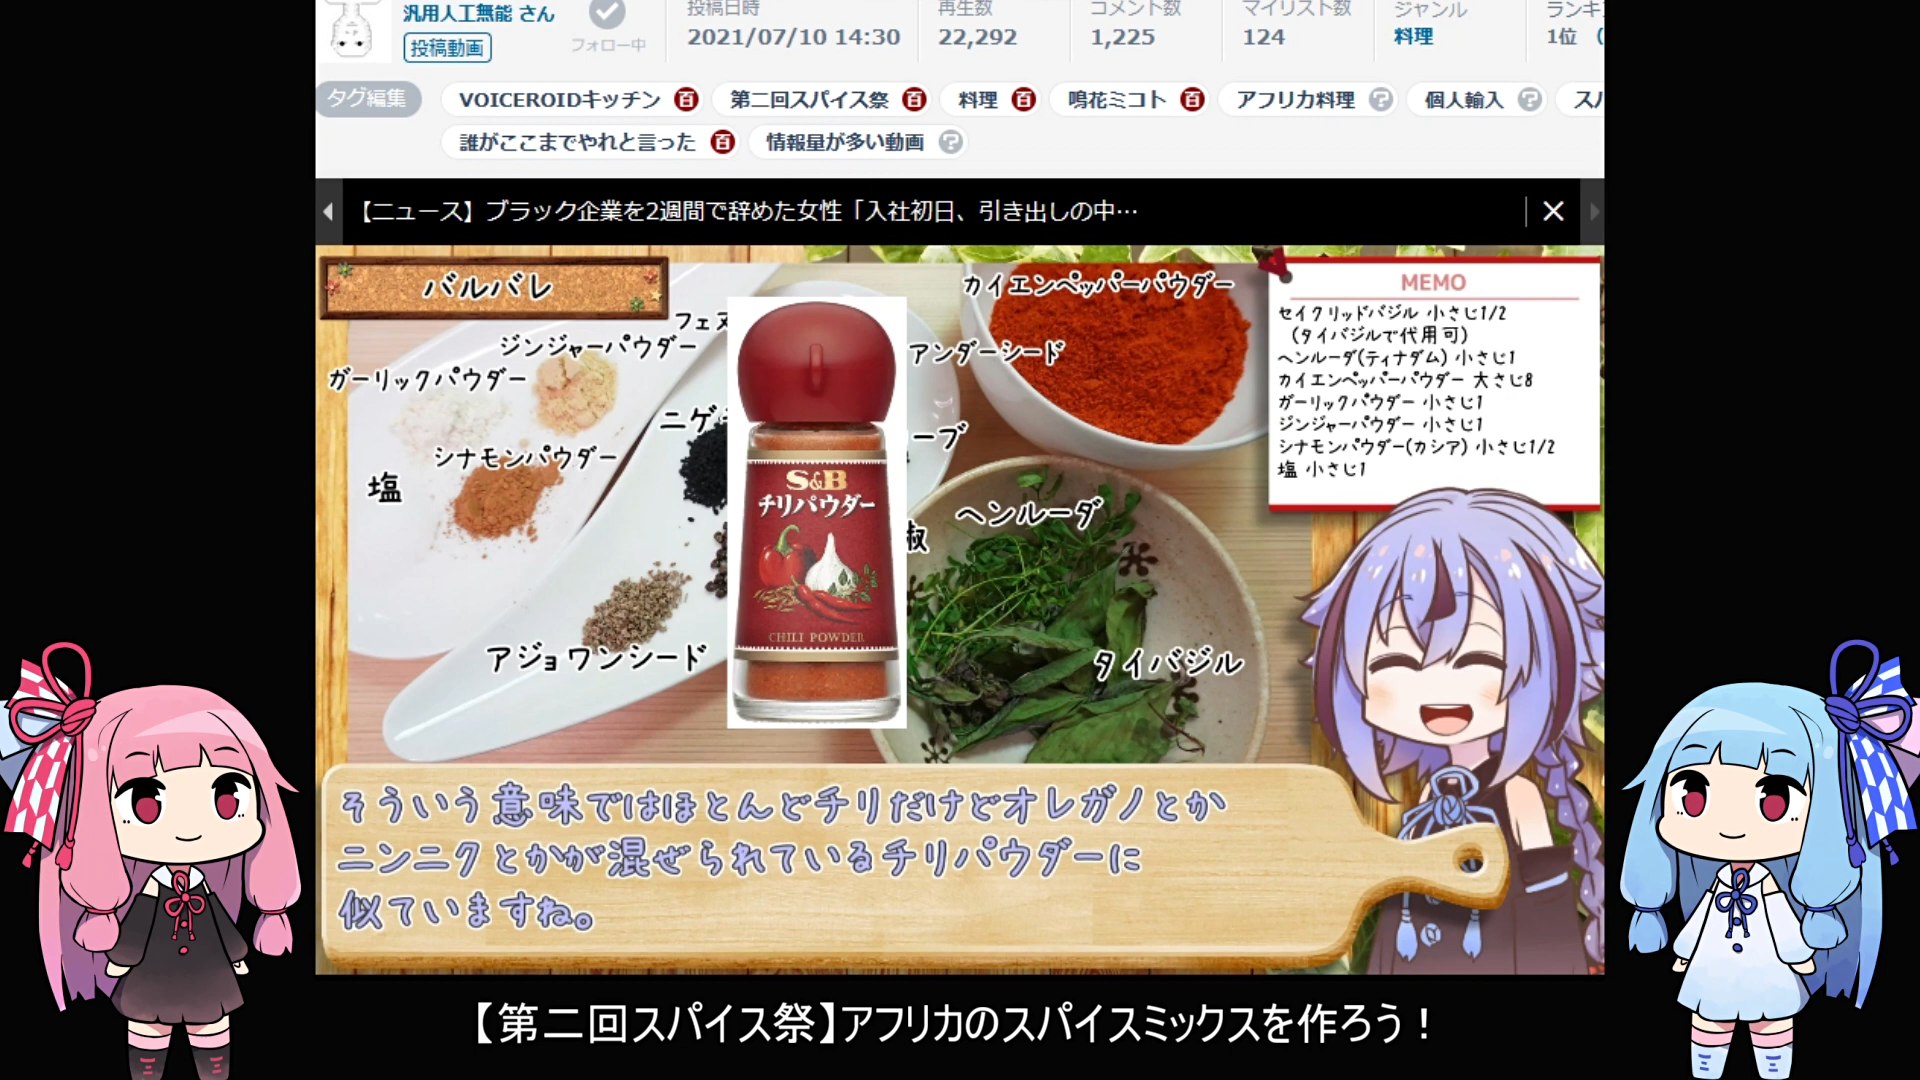 汎用人工無能 さん
投稿動画
フォロー中
投稿日時
2021/07/10 14:30
再生数
22,292
コメント数
1,225
マイリスト数
124
ジャンル
料理
1位
タグ編集
VOICEROIDキッチン 百
第二回スパイス祭 百
料理 百
鳴花ミコト 百
アフリカ料理 ?
個人輸入 ?
誰がここまでやれと言った 百
情報量が多い動画 ?
【ニュース】ブラック企業を2週間で辞めた女性「入社初日、引き出しの中…
バルバレ
カイエンペッパーパウダー
ジンジャーパウダー
アンダーシード
ガーリックパウダー
シナモンパウダー
塩
ヘンルーダ
アジョワンシード
タイバジル
S&B
チリパウダー
CHILI POWDER
MEMO
セイクリッドバジル 小さじ1/2
(タイバジルで代用可)
ヘンルーダ(ティナダム) 小さじ1
カイエンペッパーパウダー 大さじ8
ガーリックパウダー 小さじ1
ジンジャーパウダー 小さじ1
シナモンパウダー(カシア) 小さじ1/2
塩 小さじ1
そういう意味ではほとんどチリだけどオレガノとか
ニンニクとかが混ぜられているチリパウダーに
似ていますね。
【第二回スパイス祭】アフリカのスパイスミックスを作ろう！